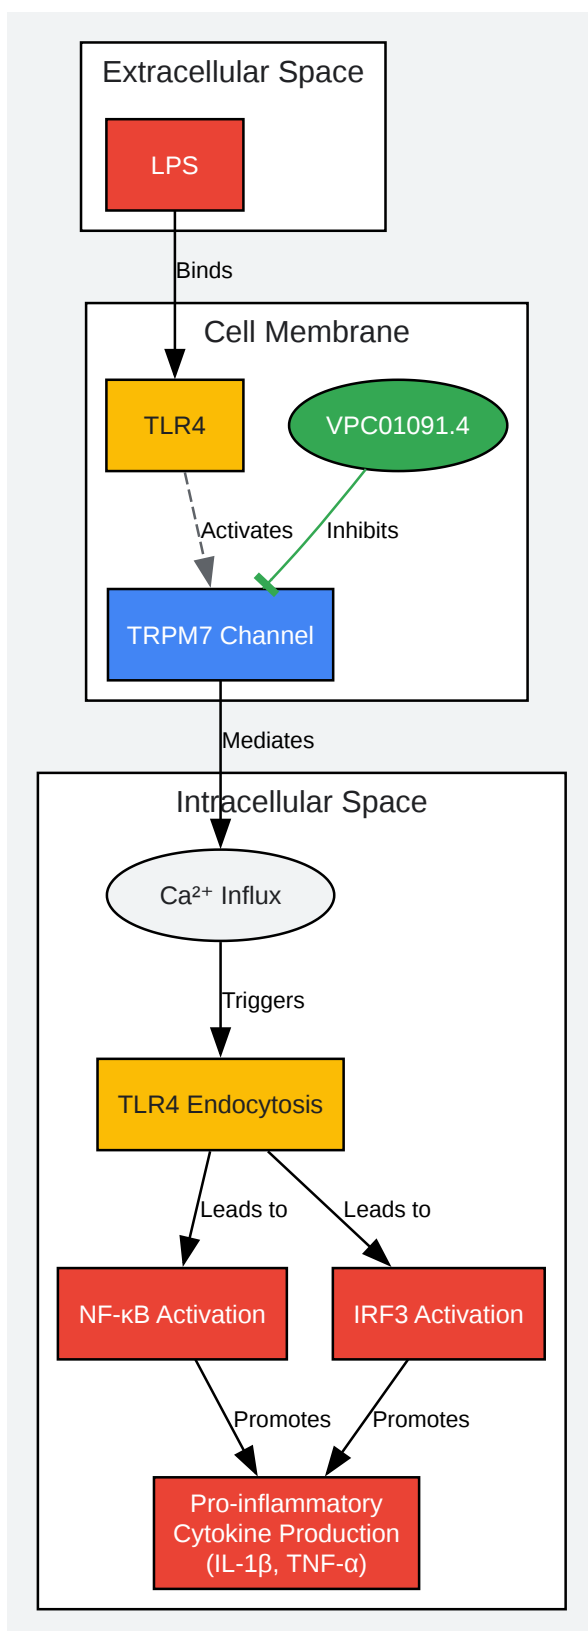 Extracellular Space
LPS
Binds
Cell Membrane
TLR4
VPC01091.4
Activates
Inhibits
TRPM7 Channel
Mediates
Intracellular Space
Ca²⁺ Influx
Triggers
TLR4 Endocytosis
Leads to
Leads to
NF-κB Activation
IRF3 Activation
Promotes
Promotes
Pro-inflammatory
Cytokine Production
(IL-1β, TNF-α)